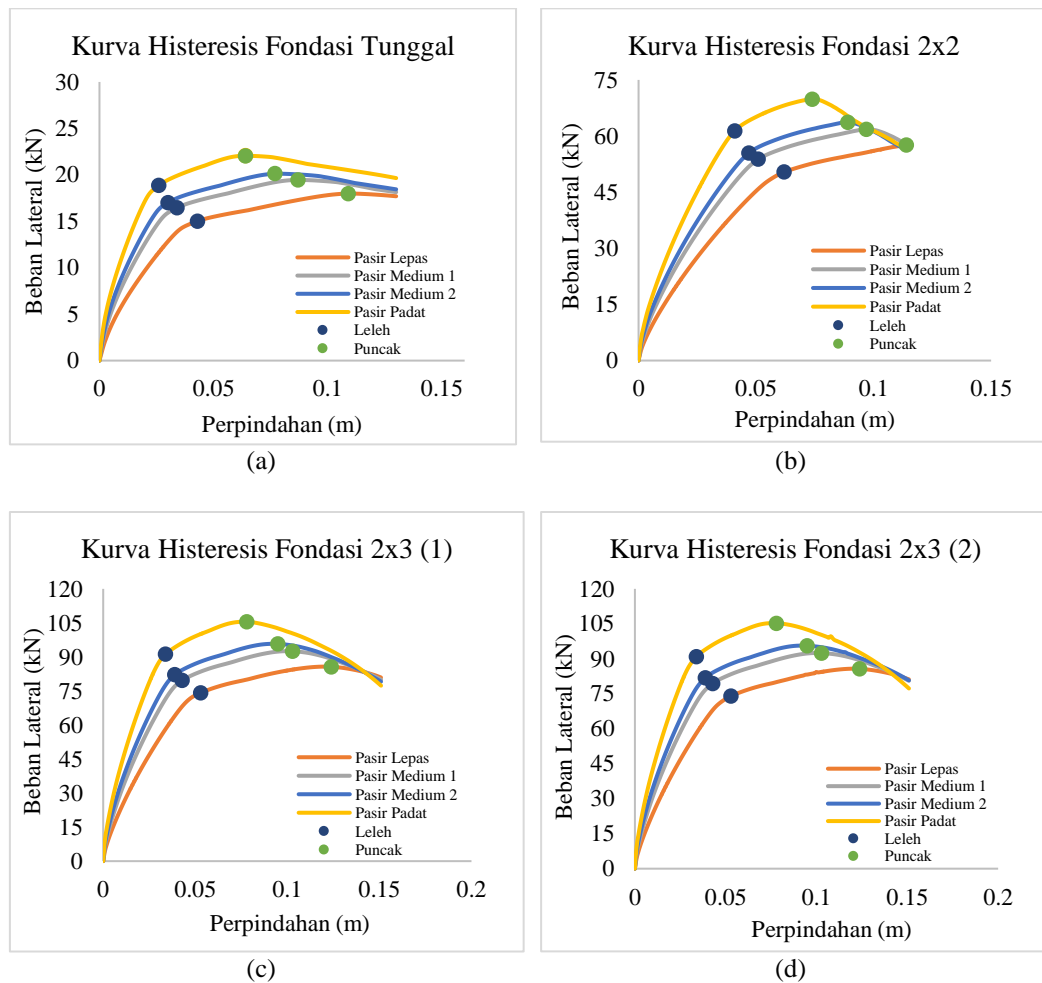 Kurva Histeresis Fondasi Tunggal
30
25
20
15
10
5
0
0
0.05
0.1
0.15
Beban Lateral (kN)
Perpindahan (m)
Pasir Lepas
Pasir Medium 1
Pasir Medium 2
Pasir Padat
Leleh
Puncak
(a)
Kurva Histeresis Fondasi 2x2
75
60
45
30
15
0
0
0.05
0.1
0.15
Beban Lateral (kN)
Perpindahan (m)
Pasir Lepas
Pasir Medium 1
Pasir Medium 2
Pasir Padat
Leleh
Puncak
(b)
Kurva Histeresis Fondasi 2x3 (1)
120
105
90
75
60
45
30
15
0
0
0.05
0.1
0.15
0.2
Beban Lateral (kN)
Perpindahan (m)
Pasir Lepas
Pasir Medium 1
Pasir Medium 2
Pasir Padat
Leleh
Puncak
(c)
Kurva Histeresis Fondasi 2x3 (2)
120
105
90
75
60
45
30
15
0
0
0.05
0.1
0.15
0.2
Beban Lateral (kN)
Perpindahan (m)
Pasir Lepas
Pasir Medium 1
Pasir Medium 2
Pasir Padat
Leleh
Puncak
(d)